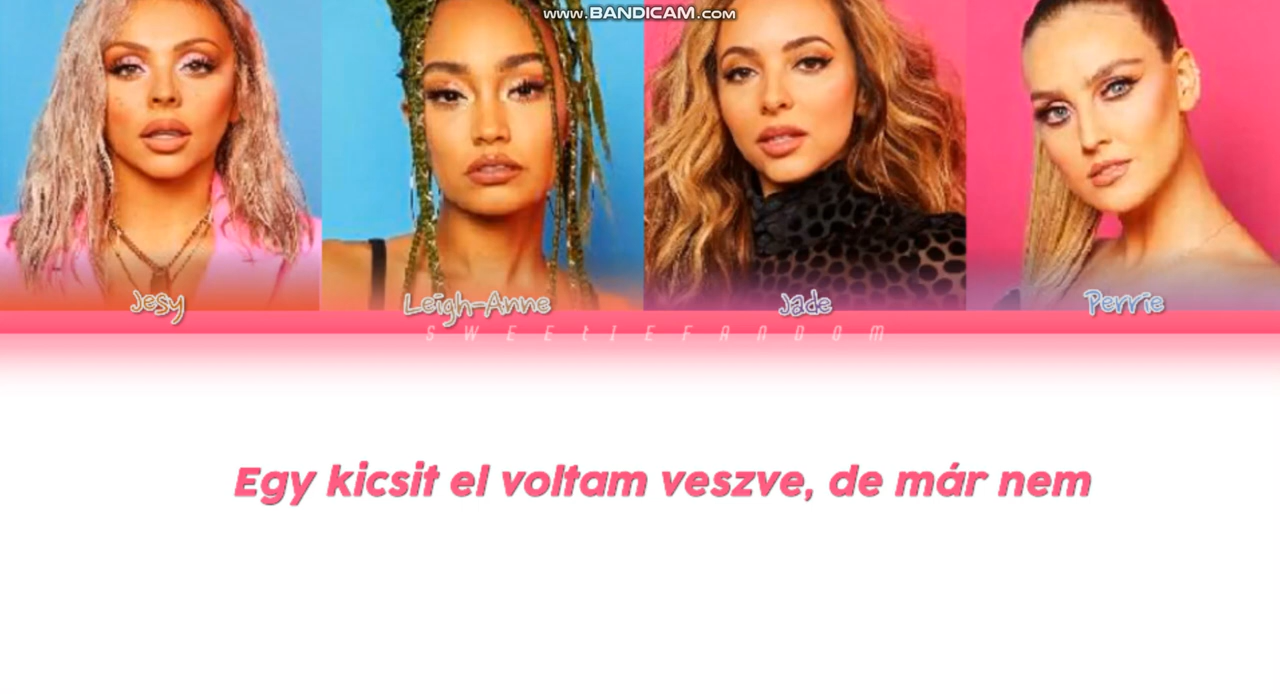 www.BANDICAM.com
Jesy Leigh-Anne Jade Perrie
SWEEtIEFANDOM
Egy kicsit el voltam veszve, de már nem